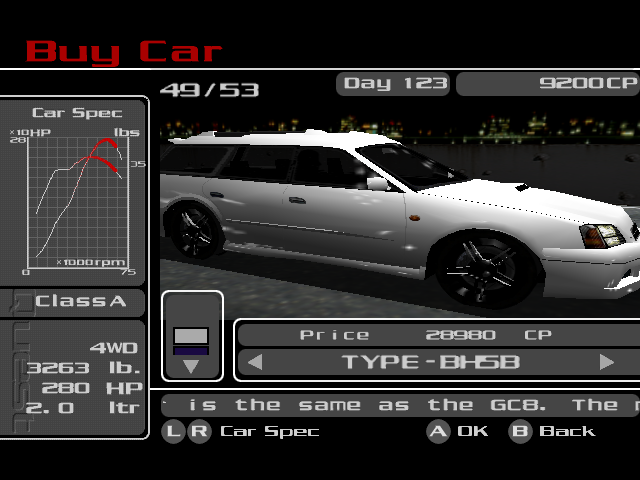 Buy Car
49/53
Day 123
9200CP
Car Spec
×10HP
lbs
28
35
×1000rpm
0
75
ClassA
4WD
3263 lb.
280 HP
2.0 ltr
Price 28980 CP
TYPE-BH5B
is the same as the GC8. The
L R Car Spec
A OK
B Back